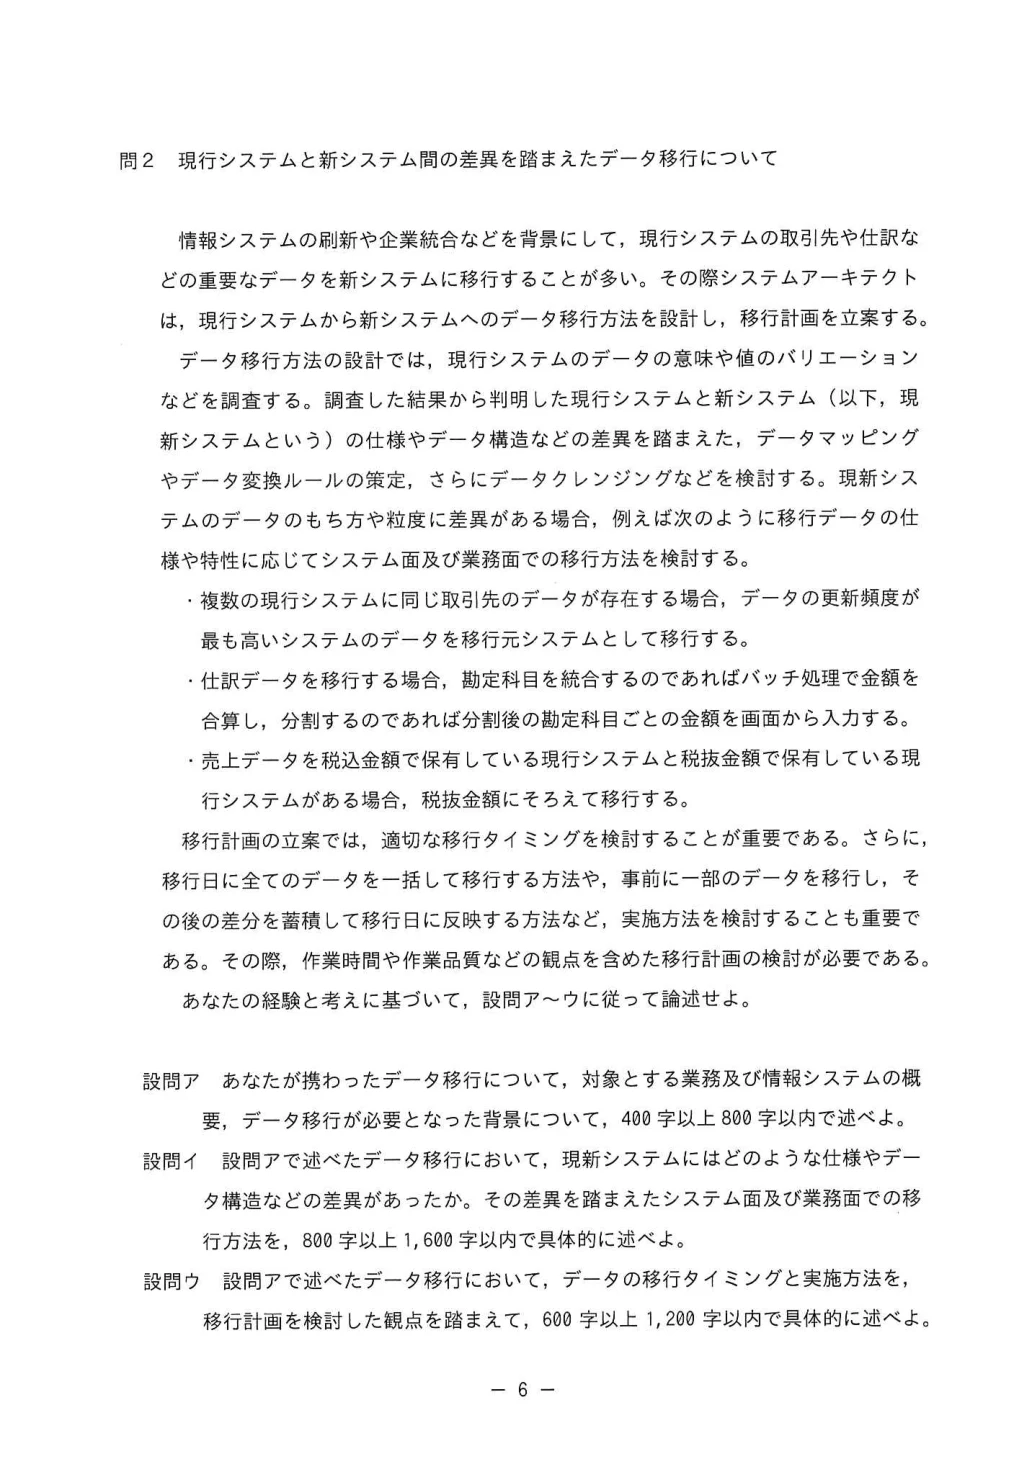 問2 現行システムと新システム間の差異を踏まえたデータ移行について
情報システムの刷新や企業統合などを背景にして，現行システムの取引先や仕訳な
どの重要なデータを新システムに移行することが多い。その際システムアーキテクト
は，現行システムから新システムへのデータ移行方法を設計し，移行計画を立案する。
データ移行方法の設計では，現行システムのデータの意味や値のバリエーション
などを調査する。調査した結果から判明した現行システムと新システム（以下，現
新システムという）の仕様やデータ構造などの差異を踏まえた，データマッピング
やデータ変換ルールの策定，さらにデータクレンジングなどを検討する。現新シス
テムのデータのもち方や粒度に差異がある場合，例えば次のように移行データの仕
様や特性に応じてシステム面及び業務面での移行方法を検討する。
・複数の現行システムに同じ取引先のデータが存在する場合，データの更新頻度が
最も高いシステムのデータを移行元システムとして移行する。
・仕訳データを移行する場合，勘定科目を統合するのであればバッチ処理で金額を
合算し，分割するのであれば分割後の勘定科目ごとの金額を画面から入力する。
・売上データを税込金額で保有している現行システムと税抜金額で保有している現
行システムがある場合，税抜金額にそろえて移行する。
移行計画の立案では，適切な移行タイミングを検討することが重要である。さらに，
移行日に全てのデータを一括して移行する方法や，事前に一部のデータを移行し，そ
の後の差分を蓄積して移行日に反映する方法など，実施方法を検討することも重要で
ある。その際，作業時間や作業品質などの観点を含めた移行計画の検討が必要である。
あなたの経験と考えに基づいて，設問ア～ウに従って論述せよ。
設問ア あなたが携わったデータ移行について，対象とする業務及び情報システムの概
要，データ移行が必要となった背景について，400字以上800字以内で述べよ。
設問イ 設問アで述べたデータ移行において，現新システムにはどのような仕様やデー
タ構造などの差異があったか。その差異を踏まえたシステム面及び業務面での移
行方法を，800字以上1,600字以内で具体的に述べよ。
設問ウ 設問アで述べたデータ移行において，データの移行タイミングと実施方法を，
移行計画を検討した観点を踏まえて，600字以上1,200字以内で具体的に述べよ。
－ 6 －